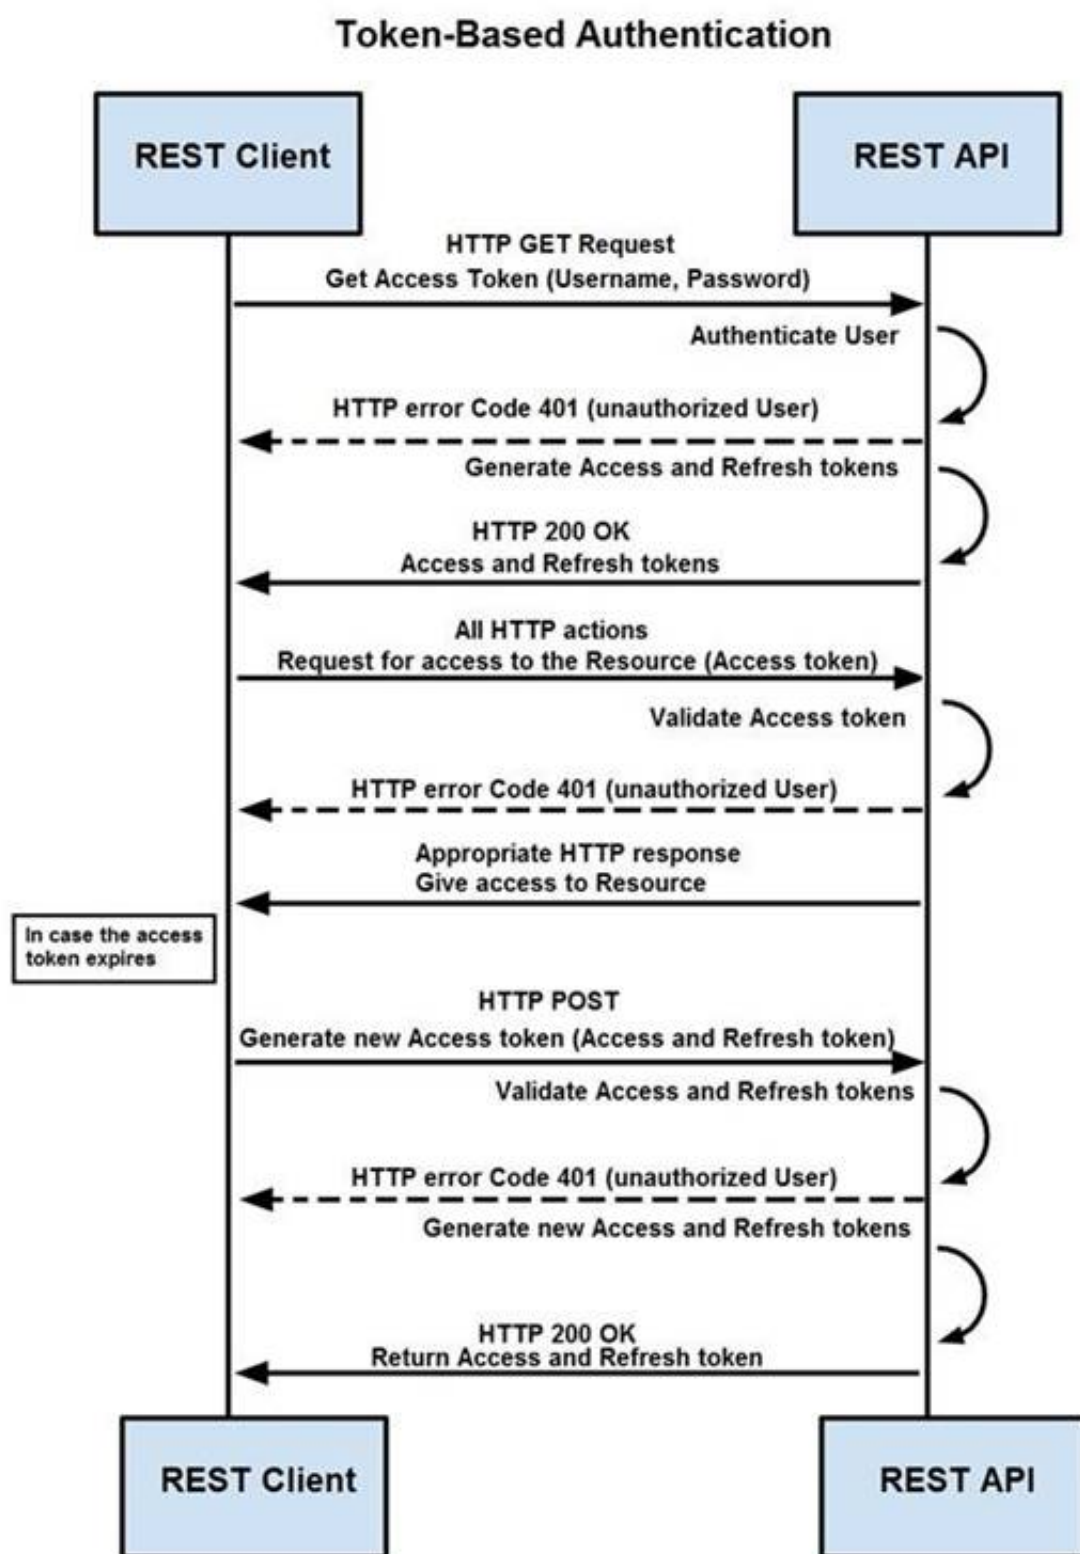 Token-Based Authentication
REST Client
REST API
HTTP GET Request
Get Access Token (Username, Password)
Authenticate User
HTTP error Code 401 (unauthorized User)
Generate Access and Refresh tokens
HTTP 200 OK
Access and Refresh tokens
All HTTP actions
Request for access to the Resource (Access token)
Validate Access token
HTTP error Code 401 (unauthorized User)
Appropriate HTTP response
Give access to Resource
In case the access
token expires
HTTP POST
Generate new Access token (Access and Refresh token)
Validate Access and Refresh tokens
HTTP error Code 401 (unauthorized User)
Generate new Access and Refresh tokens
HTTP 200 OK
Return Access and Refresh token
REST Client
REST API